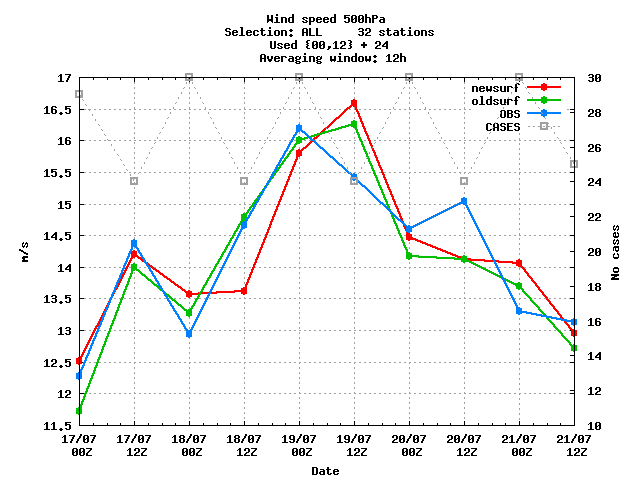 Wind speed 500hPa
Selection: ALL     32 stations
Used {00,12} + 24
Averaging window: 12h
17
16.5
16
15.5
15
14.5
14
13.5
13
12.5
12
11.5
m/s
30
28
26
24
22
20
18
16
14
12
10
No cases
newsurf
oldsurf
OBS
CASES
17/07 17/07 18/07 18/07 19/07 19/07 20/07 20/07 21/07 21/07
00Z 12Z 00Z 12Z 00Z 12Z 00Z 12Z 00Z 12Z
Date